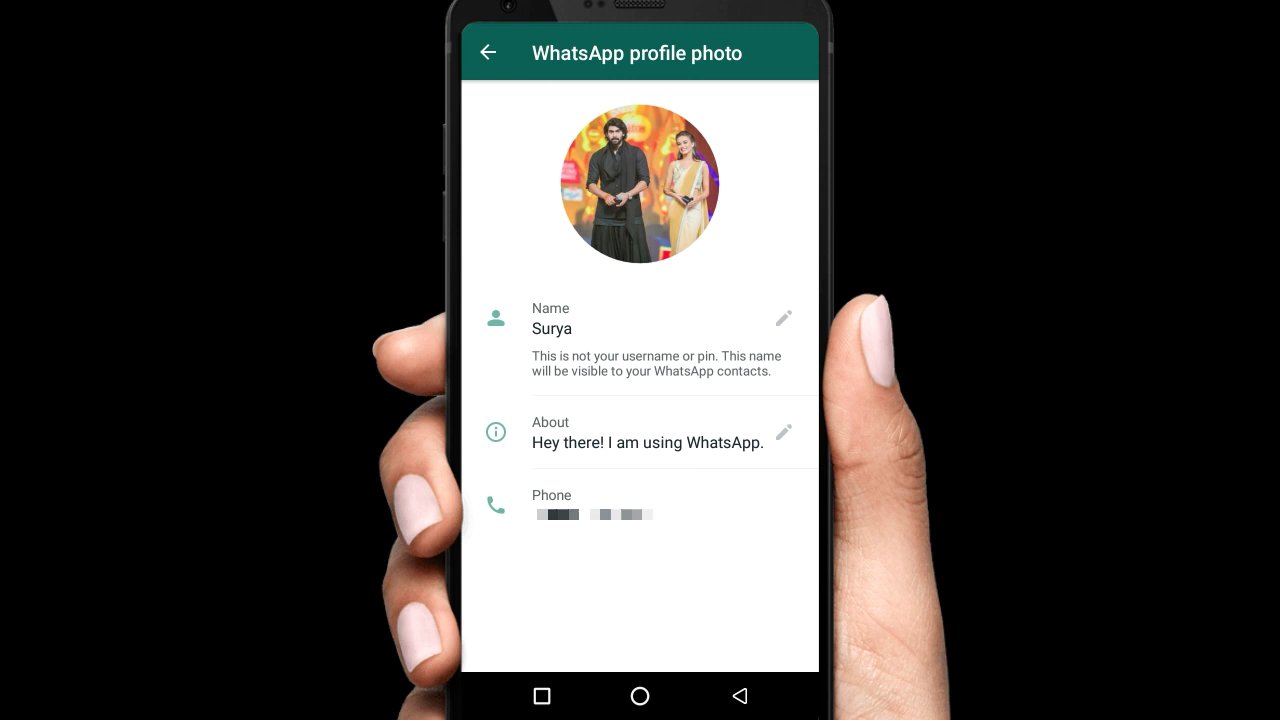 WhatsApp profile photo
Name
Surya
This is not your username or pin. This name
will be visible to your WhatsApp contacts.
About
Hey there! I am using WhatsApp.
Phone